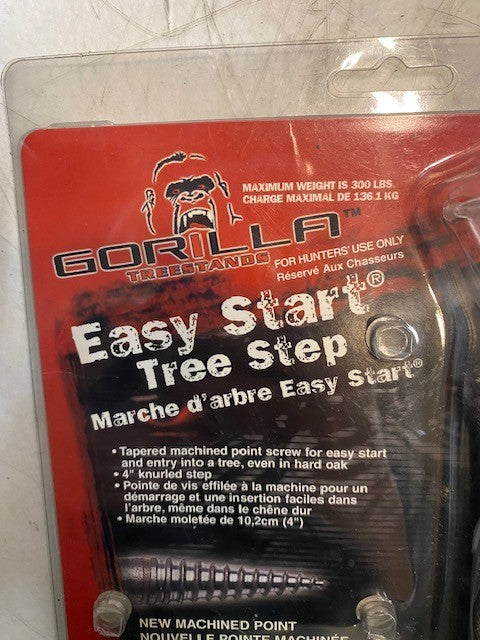 MAXIMUM WEIGHT IS 300 LBS.
CHARGE MAXIMAL DE 136.1 KG
GORILLA™
TREESTANDS
FOR HUNTERS' USE ONLY
Réservé Aux Chasseurs
Easy Start®
Tree Step
Marche d'arbre Easy Start®
• Tapered machined point screw for easy start
and entry into a tree, even in hard oak
• 4" knurled step
• Pointe de vis effilée à la machine pour un
démarrage et une insertion faciles dans
l'arbre, même dans le chêne dur
• Marche moletée de 10,2cm (4")
NEW MACHINED POINT
NOUVELLE POINTE MACHINÉE